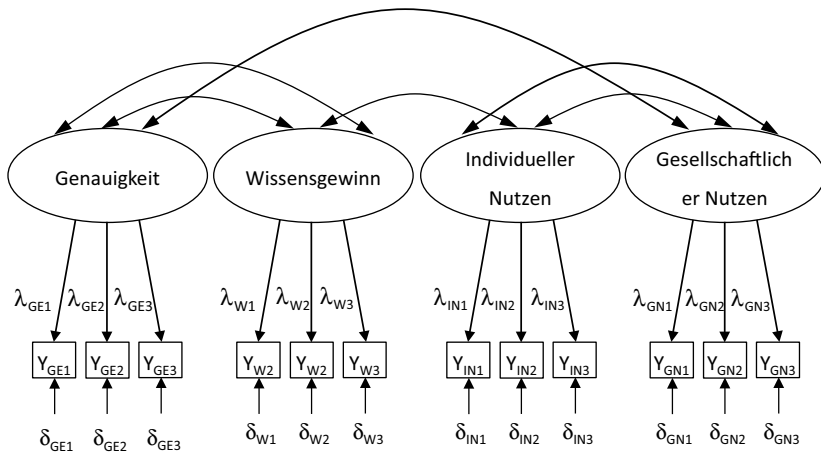 Genauigkeit
Wissensgewinn
Individueller
Nutzen
Gesellschaftlich
er Nutzen
λGE1 λGE2 λGE3 λW1 λW2 λW3 λIN1 λIN2 λIN3 λGN1 λGN2 λGN3
YGE1 YGE2 YGE3 YW2 YW2 YW3 YIN1 YIN2 YIN3 YGN1 YGN2 YGN3
δGE1 δGE2 δGE3 δW1 δW2 δW3 δIN1 δIN2 δIN3 δGN1 δGN2 δGN3